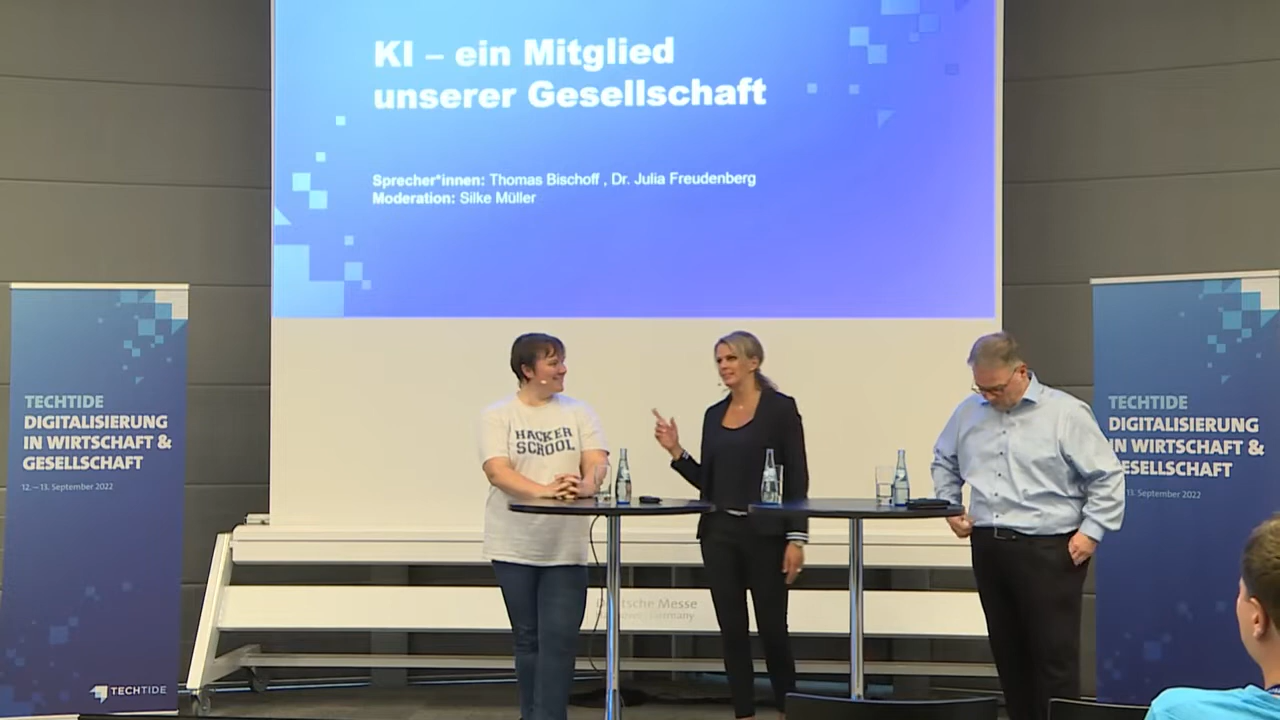 KI – ein Mitglied
unserer Gesellschaft
Sprecher*innen: Thomas Bischoff , Dr. Julia Freudenberg
Moderation: Silke Müller
TECHTIDE
DIGITALISIERUNG
IN WIRTSCHAFT &
GESELLSCHAFT
12. – 13. September 2022
TECHTIDE
HACKER
SCHOOL
Messe
TECHTIDE
DIGITALISIERUNG
IN WIRTSCHAFT &
13. September 2022